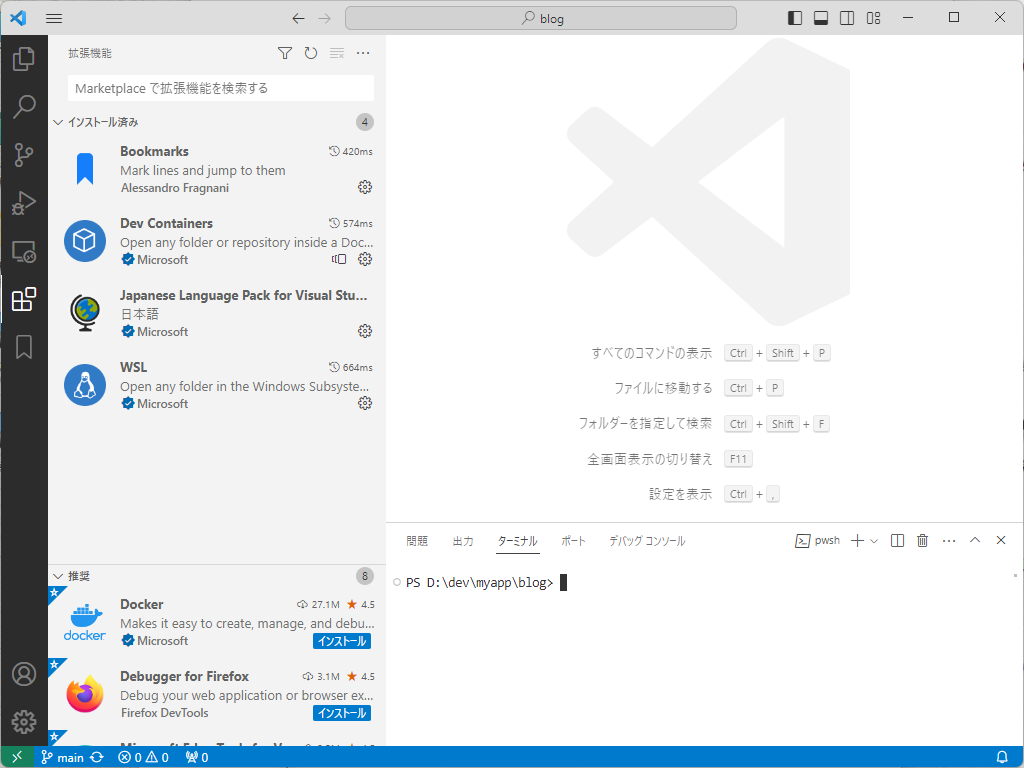 blog
拡張機能
Marketplace で拡張機能を検索する
インストール済み 4
Bookmarks 420ms
Mark lines and jump to them
Alessandro Fragnani
Dev Containers 574ms
Open any folder or repository inside a Doc...
Microsoft
Japanese Language Pack for Visual Stu...
日本語
Microsoft
WSL 664ms
Open any folder in the Windows Subsyste...
Microsoft
推奨 8
Docker 27.1M 4.5
docker
Makes it easy to create, manage, and debu...
Microsoft インストール
Debugger for Firefox 3.1M 4.5
Debug your web application or browser ex...
Firefox DevTools インストール
すべてのコマンドの表示 Ctrl + Shift + P
ファイルに移動する Ctrl + P
フォルダーを指定して検索 Ctrl + Shift + F
全画面表示の切り替え F11
設定を表示 Ctrl + ,
問題 出力 ターミナル ポート デバッグ コンソール pwsh
PS D:\dev\myapp\blog>
main 0 0 0